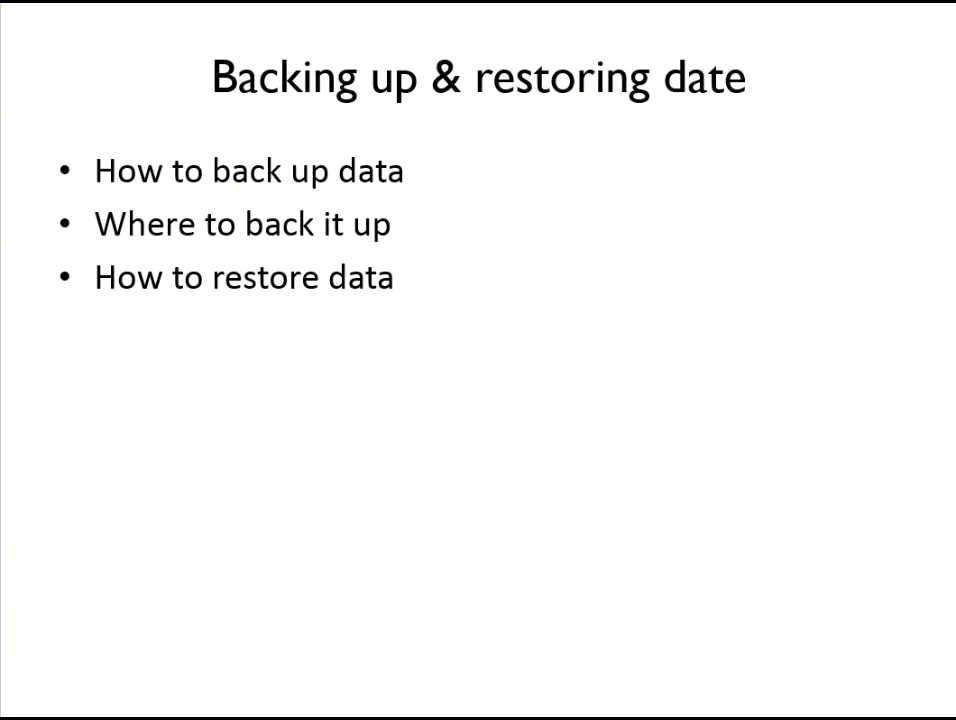 Backing up & restoring date
• How to back up data
• Where to back it up
• How to restore data